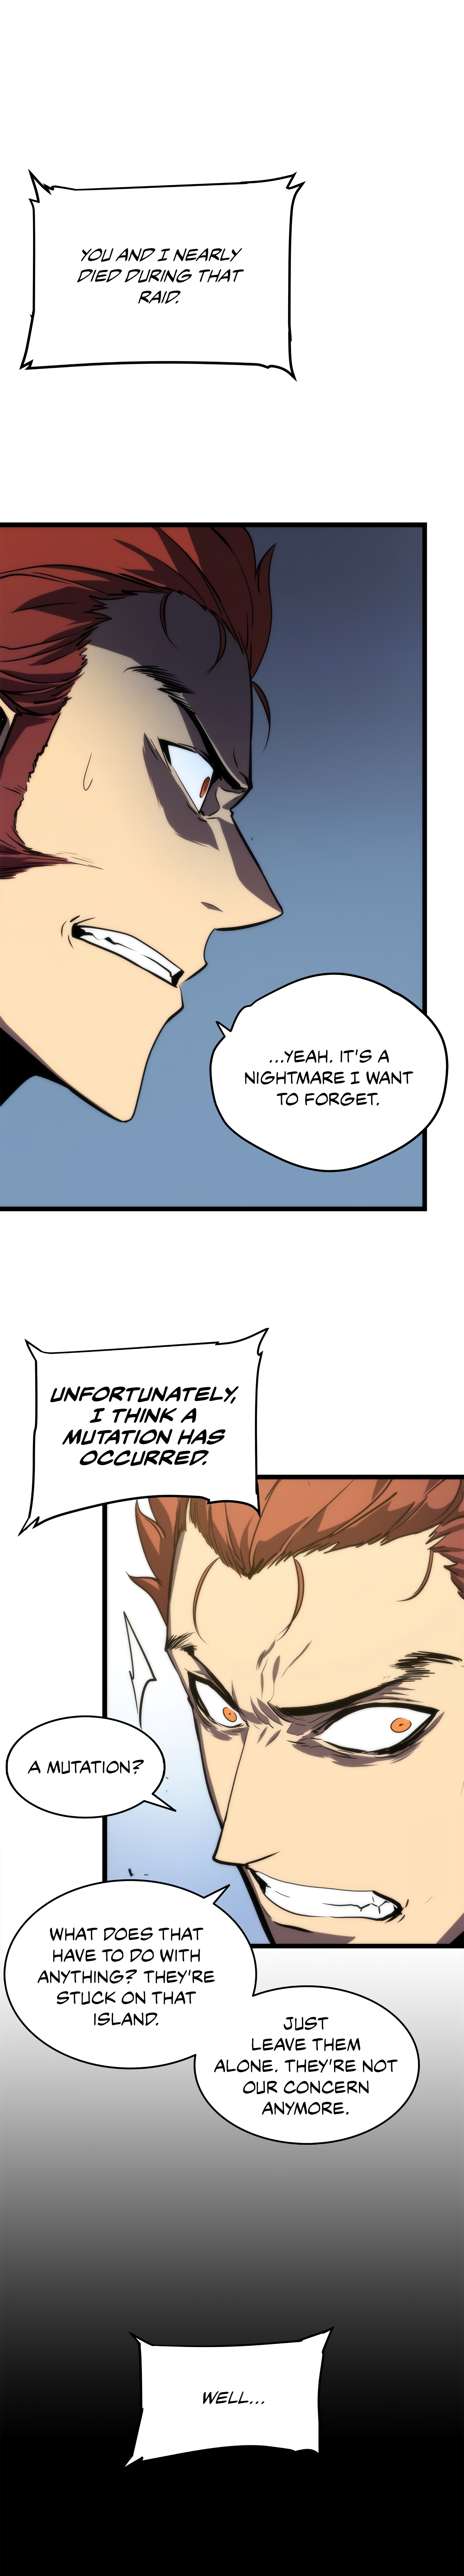 YOU AND I NEARLY
DIED DURING THAT
RAID.
...YEAH. IT'S A
NIGHTMARE I WANT
TO FORGET.
UNFORTUNATELY,
I THINK A
MUTATION HAS
OCCURRED.
A MUTATION?
WHAT DOES THAT
HAVE TO DO WITH
ANYTHING? THEY'RE
STUCK ON THAT
ISLAND.
JUST
LEAVE THEM
ALONE. THEY'RE NOT
OUR CONCERN
ANYMORE.
WELL...